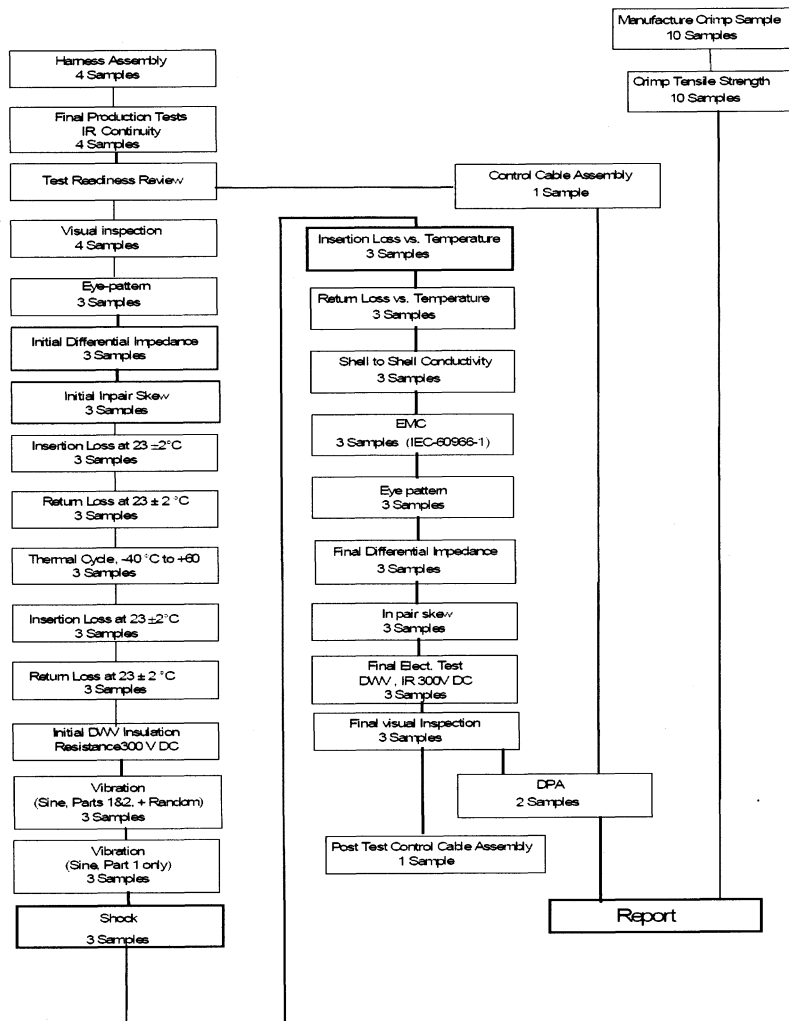 Manufacture Crimp Sample
10 Samples
Crimp Tensile Strength
10 Samples
Harness Assembly
4 Samples
Final Production Tests
IR, Continuity
4 Samples
Test Readiness Review
Control Cable Assembly
1 Sample
Visual inspection
4 Samples
Eye-pattern
3 Samples
Initial Differential Impedance
3 Samples
Initial Inpair Skew
3 Samples
Insertion Loss at 23 ±2°C
3 Samples
Return Loss at 23 ± 2 °C
3 Samples
Thermal Cycle, -40 °C to +60
3 Samples
Insertion Loss at 23 ±2°C
3 Samples
Return Loss at 23 ± 2 °C
3 Samples
Initial DWV Insulation
Resistance300 V DC
Vibration
(Sine, Parts 1&2, + Random)
3 Samples
Vibration
(Sine, Part 1 only)
3 Samples
Shock
3 Samples
Insertion Loss vs. Temperature
3 Samples
Return Loss vs. Temperature
3 Samples
Shell to Shell Conductivity
3 Samples
EMC
3 Samples (IEC-60966-1)
Eye pattern
3 Samples
Final Differential Impedance
3 Samples
In pair skew
3 Samples
Final Elect. Test
DWV, IR 300V DC
3 Samples
Final visual Inspection
3 Samples
DPA
2 Samples
Post Test Control Cable Assembly
1 Sample
Report